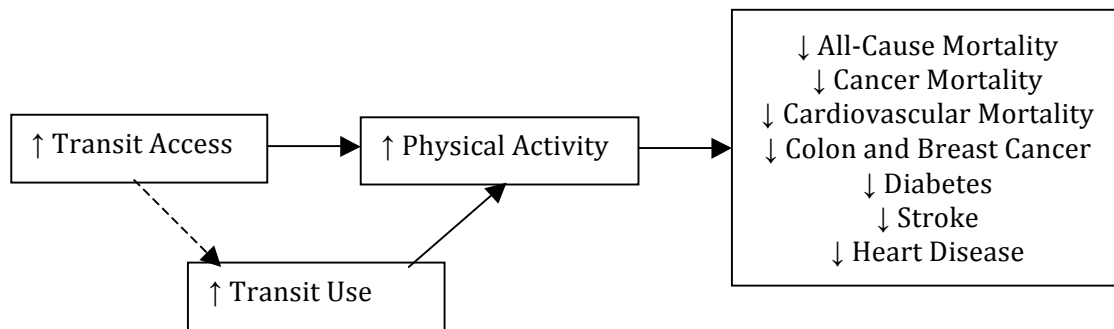 ↑ Transit Access
↑ Physical Activity
↑ Transit Use
↓ All-Cause Mortality
↓ Cancer Mortality
↓ Cardiovascular Mortality
↓ Colon and Breast Cancer
↓ Diabetes
↓ Stroke
↓ Heart Disease